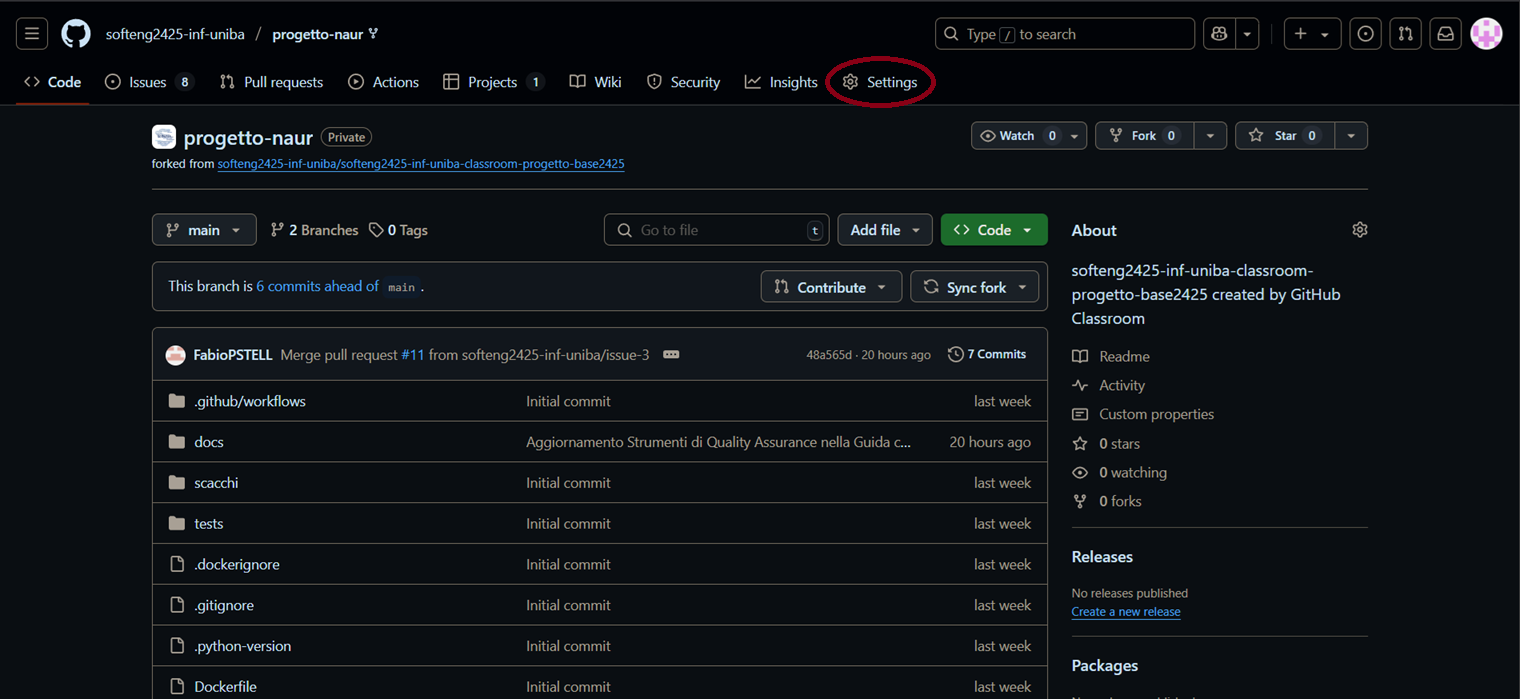 softeng2425-inf-uniba / progetto-naur
Type / to search
Code Issues 8 Pull requests Actions Projects 1 Wiki Security Insights Settings
progetto-naur Private
Watch 0 Fork 0 Star 0
forked from softeng2425-inf-uniba/softeng2425-inf-uniba-classroom-progetto-base2425
main 2 Branches 0 Tags Go to file t Add file Code
This branch is 6 commits ahead of main . Contribute Sync fork
FabioPSTELL Merge pull request #11 from softeng2425-inf-uniba/issue-3 48a565d · 20 hours ago 7 Commits
.github/workflows Initial commit last week
docs Aggiornamento Strumenti di Quality Assurance nella Guida c... 20 hours ago
scacchi Initial commit last week
tests Initial commit last week
.dockerignore Initial commit last week
.gitignore Initial commit last week
.python-version Initial commit last week
Dockerfile Initial commit last week
About
softeng2425-inf-uniba-classroom-
progetto-base2425 created by GitHub
Classroom
Readme
Activity
Custom properties
0 stars
0 watching
0 forks
Releases
No releases published
Create a new release
Packages